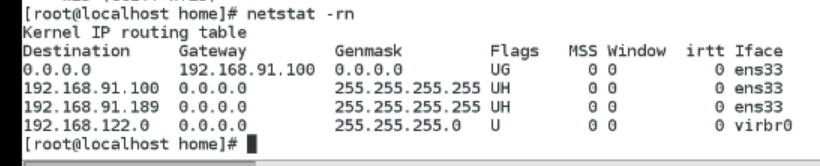 [root@localhost home]# netstat -rn
Kernel IP routing table
Destination     Gateway         Genmask         Flags   MSS Window  irtt Iface
0.0.0.0         192.168.91.100  0.0.0.0         UG        0 0          0 ens33
192.168.91.100  0.0.0.0         255.255.255.255 UH        0 0          0 ens33
192.168.91.189  0.0.0.0         255.255.255.255 UH        0 0          0 ens33
192.168.122.0   0.0.0.0         255.255.255.0   U         0 0          0 virbr0
[root@localhost home]#